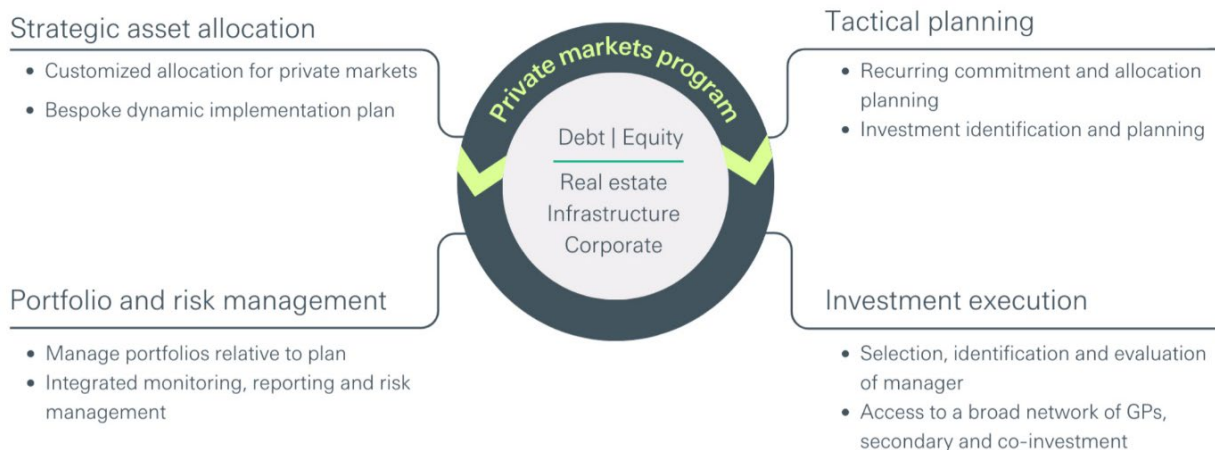 Strategic asset allocation
• Customized allocation for private markets
• Bespoke dynamic implementation plan
Private markets program
Debt | Equity
Real estate
Infrastructure
Corporate
Tactical planning
• Recurring commitment and allocation
planning
• Investment identification and planning
Portfolio and risk management
• Manage portfolios relative to plan
• Integrated monitoring, reporting and risk
management
Investment execution
• Selection, identification and evaluation
of manager
• Access to a broad network of GPs,
secondary and co-investment